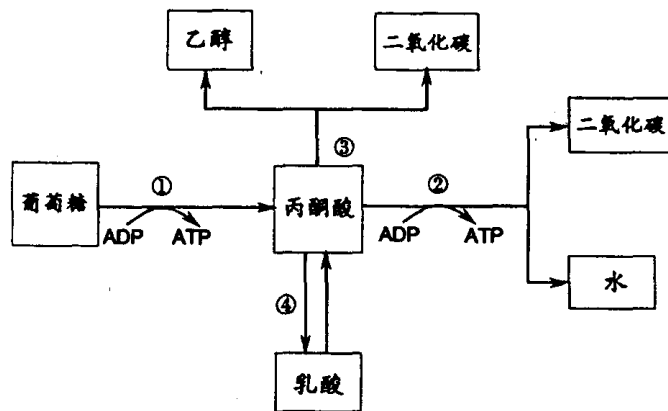 乙醇
二氧化碳
二氧化碳
③
葡萄糖
①
ADP
ATP
丙酮酸
②
ADP
ATP
水
④
乳酸